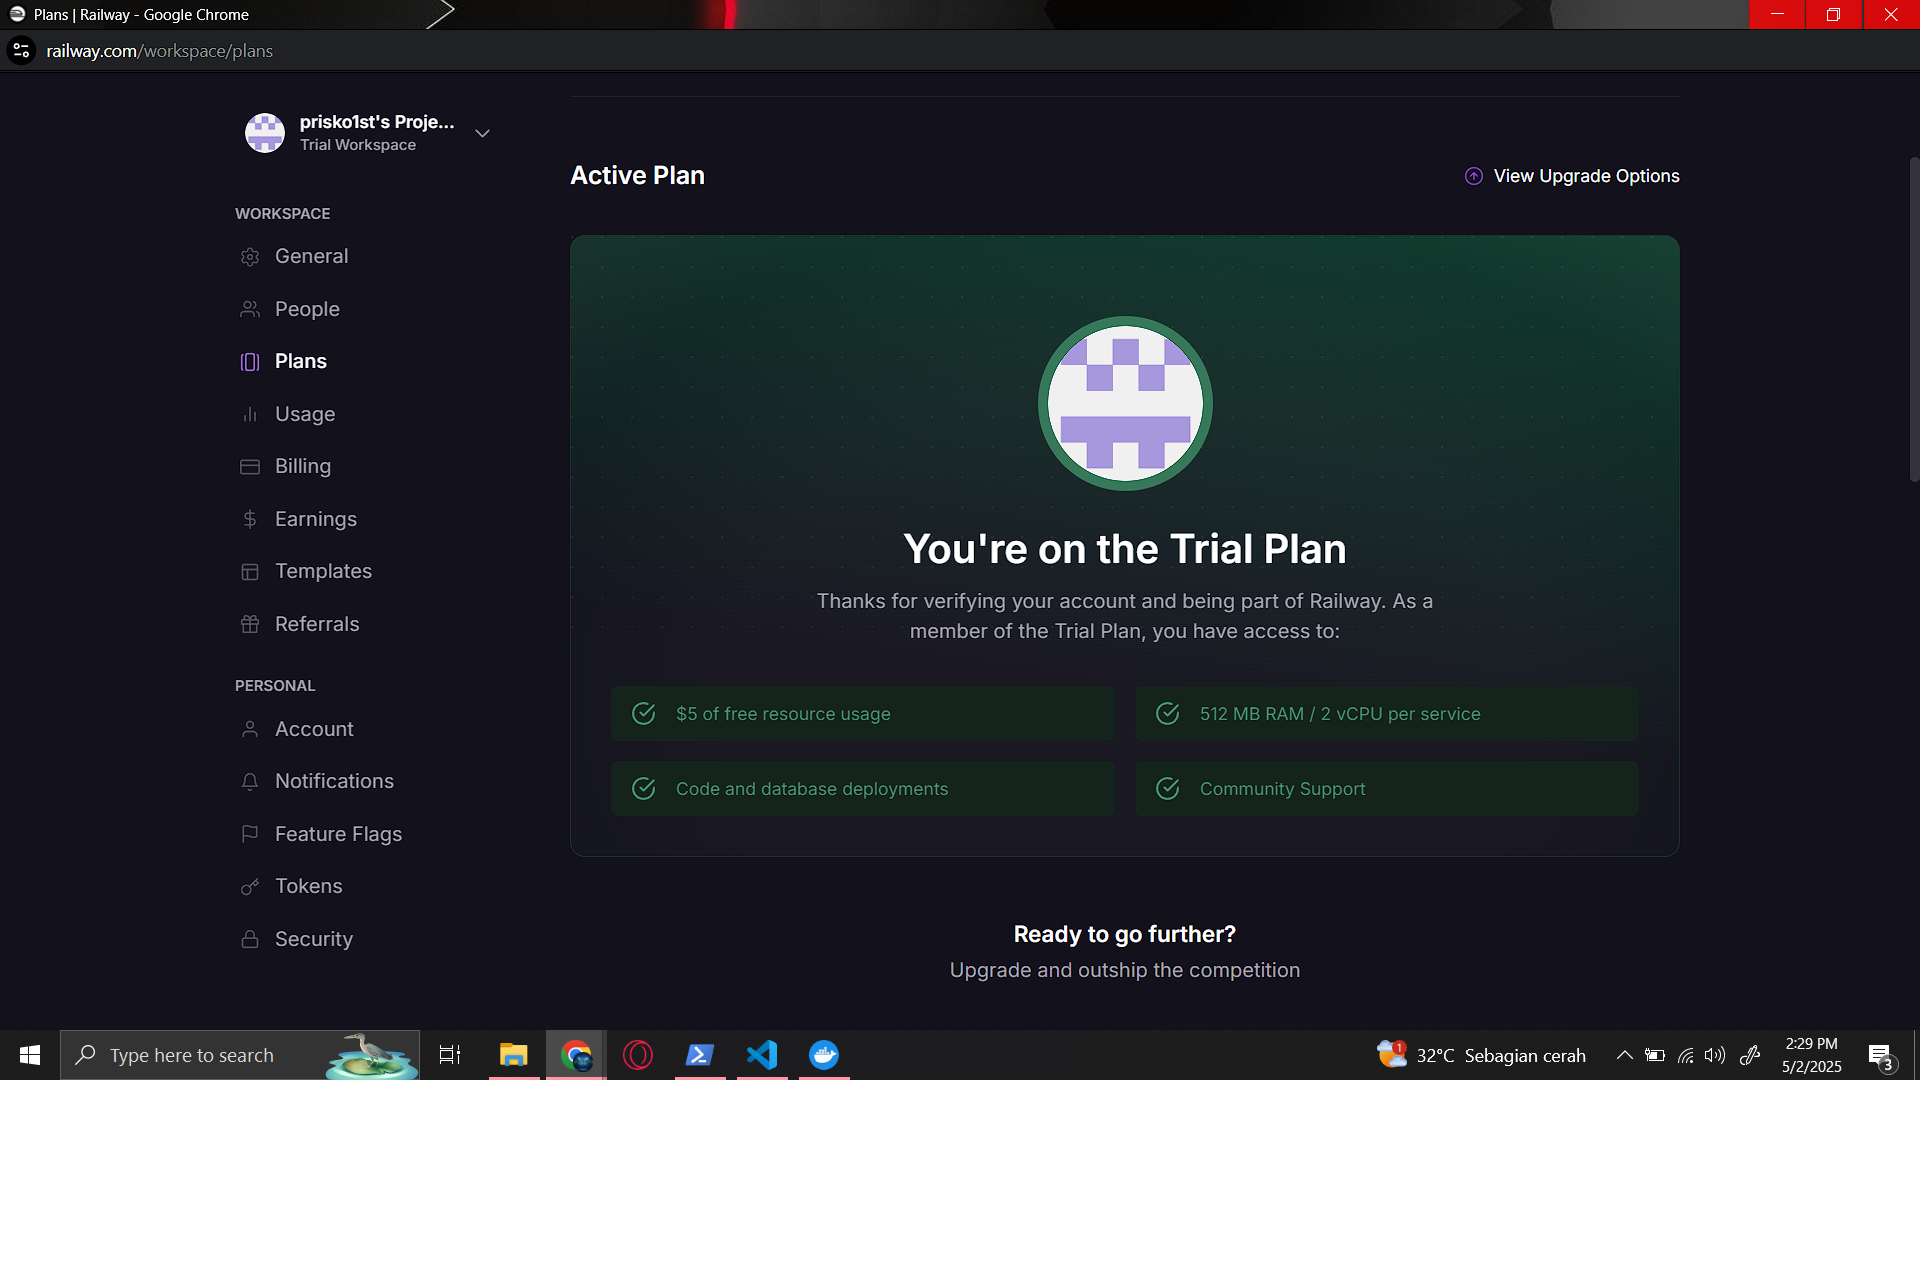 Plans | Railway - Google Chrome
railway.com/workspace/plans
prisko1st's Proje...
Trial Workspace
WORKSPACE
General
People
Plans
Usage
Billing
Earnings
Templates
Referrals
PERSONAL
Account
Notifications
Feature Flags
Tokens
Security
Active Plan
View Upgrade Options
You're on the Trial Plan
Thanks for verifying your account and being part of Railway. As a
member of the Trial Plan, you have access to:
$5 of free resource usage
512 MB RAM / 2 vCPU per service
Code and database deployments
Community Support
Ready to go further?
Upgrade and outship the competition
Type here to search
1
32°C Sebagian cerah
2:29 PM
5/2/2025
3